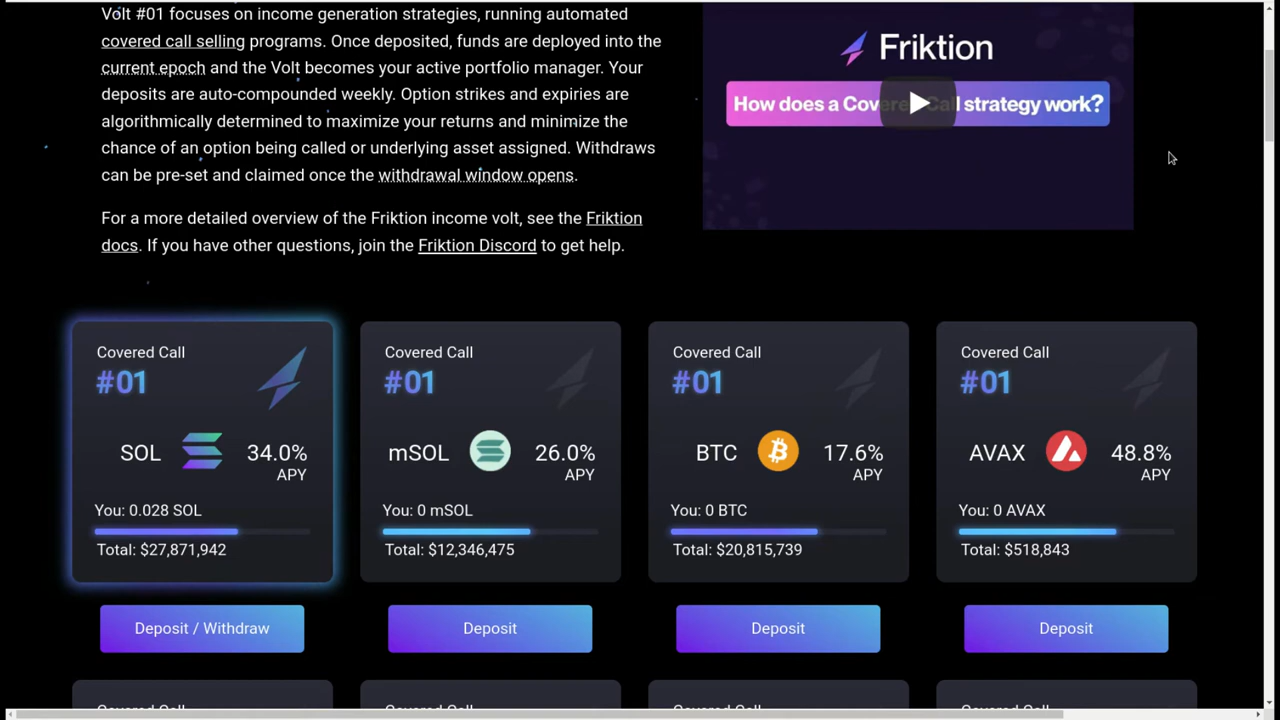 Volt #01 focuses on income generation strategies, running automated
covered call selling programs. Once deposited, funds are deployed into the
current epoch and the Volt becomes your active portfolio manager. Your
deposits are auto-compounded weekly. Option strikes and expiries are
algorithmically determined to maximize your returns and minimize the
chance of an option being called or underlying asset assigned. Withdraws
can be pre-set and claimed once the withdrawal window opens.
For a more detailed overview of the Friktion income volt, see the Friktion
docs. If you have other questions, join the Friktion Discord to get help.
Friktion
How does a Covered Call strategy work?
Covered Call
#01
SOL 34.0%
APY
You: 0.028 SOL
Total: $27,871,942
Deposit / Withdraw
Covered Call
#01
mSOL 26.0%
APY
You: 0 mSOL
Total: $12,346,475
Deposit
Covered Call
#01
BTC 17.6%
APY
You: 0 BTC
Total: $20,815,739
Deposit
Covered Call
#01
AVAX 48.8%
APY
You: 0 AVAX
Total: $518,843
Deposit